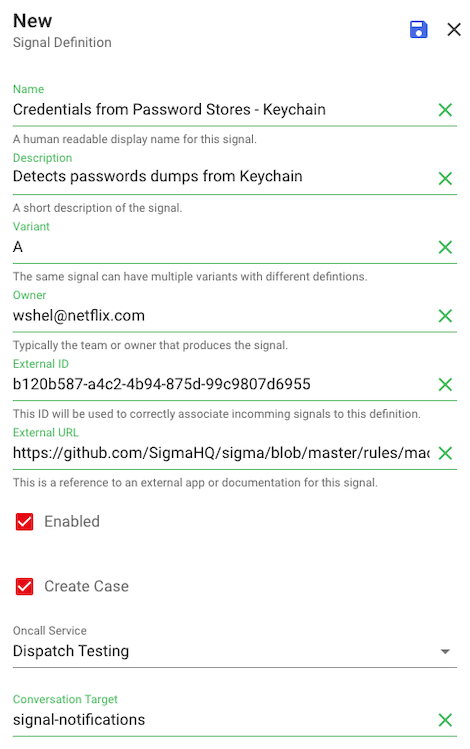 New
Signal Definition
Name
Credentials from Password Stores - Keychain
A human readable display name for this signal.
Description
Detects passwords dumps from Keychain
A short description of the signal.
Variant
A
The same signal can have multiple variants with different defintions.
Owner
wshel@netflix.com
Typically the team or owner that produces the signal.
External ID
b120b587-a4c2-4b94-875d-99c9807d6955
This ID will be used to correctly associate incomming signals to this definition.
External URL
https://github.com/SigmaHQ/sigma/blob/master/rules/mac
This is a reference to an external app or documentation for this signal.
Enabled
Create Case
Oncall Service
Dispatch Testing
Conversation Target
signal-notifications